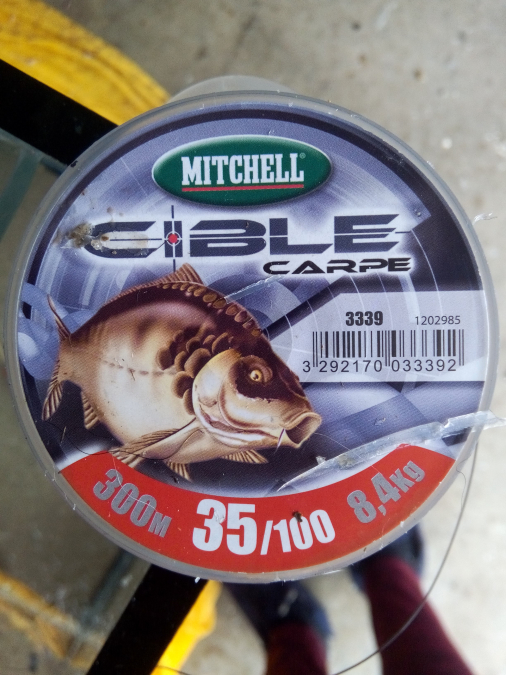 MITCHELL
CIBLE
CARPE
3339 1202985
3 292170 033392
300M 35/100 8,4Kg